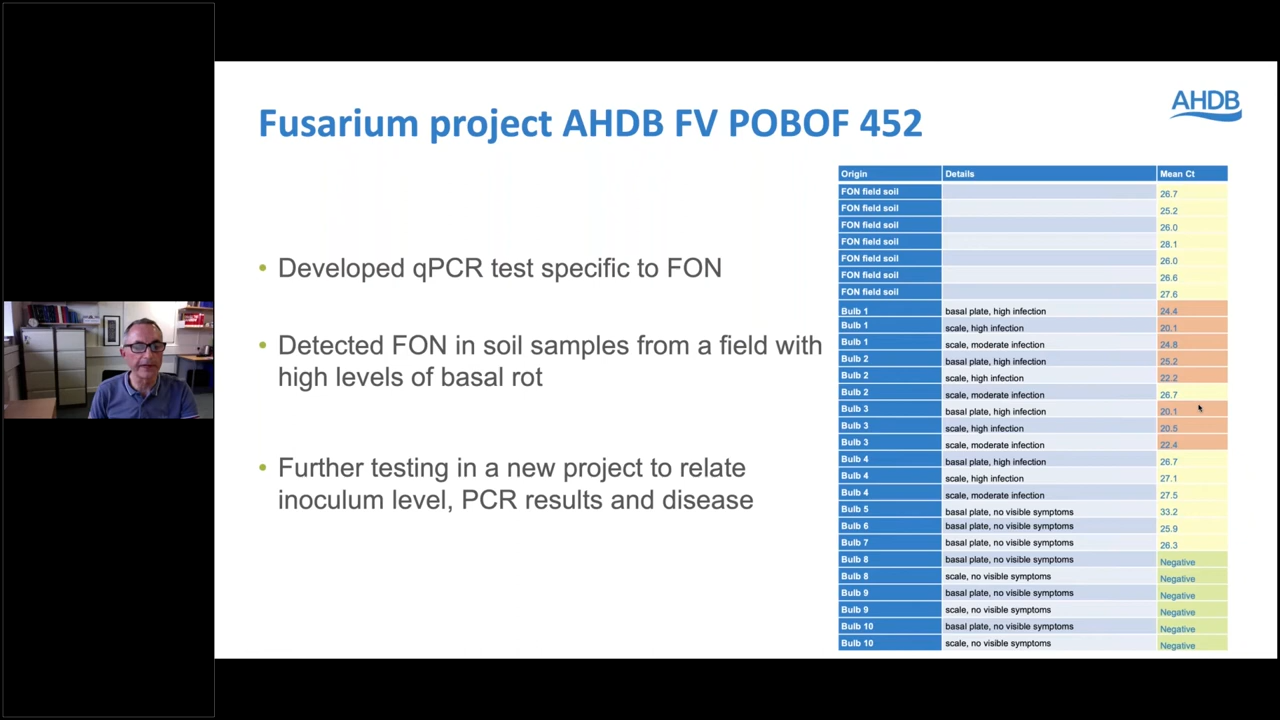 AHDB
Fusarium project AHDB FV POBOF 452
• Developed qPCR test specific to FON
• Detected FON in soil samples from a field with
high levels of basal rot
• Further testing in a new project to relate
inoculum level, PCR results and disease
Origin Details Mean Ct
FON field soil 26.7
FON field soil 25.2
FON field soil 26.0
FON field soil 28.1
FON field soil 26.0
FON field soil 26.6
FON field soil 27.6
Bulb 1 basal plate, high infection 24.4
Bulb 1 scale, high infection 20.1
Bulb 1 scale, moderate infection 24.8
Bulb 2 basal plate, high infection 25.2
Bulb 2 scale, high infection 22.2
Bulb 2 scale, moderate infection 26.7
Bulb 3 basal plate, high infection 20.1
Bulb 3 scale, high infection 20.5
Bulb 3 scale, moderate infection 22.4
Bulb 4 basal plate, high infection 26.7
Bulb 4 scale, high infection 27.1
Bulb 4 scale, moderate infection 27.5
Bulb 5 basal plate, no visible symptoms 33.2
Bulb 6 basal plate, no visible symptoms 25.9
Bulb 7 basal plate, no visible symptoms 26.3
Bulb 8 basal plate, no visible symptoms Negative
Bulb 8 scale, no visible symptoms Negative
Bulb 9 basal plate, no visible symptoms Negative
Bulb 9 scale, no visible symptoms Negative
Bulb 10 basal plate, no visible symptoms Negative
Bulb 10 scale, no visible symptoms Negative